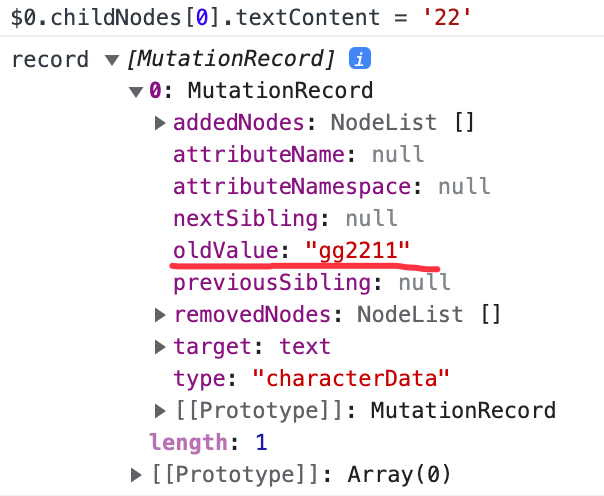 $0.childNodes[0].textContent = '22'
record ▼ [MutationRecord] i
▼ 0: MutationRecord
▶ addedNodes: NodeList []
attributeName: null
attributeNamespace: null
nextSibling: null
oldValue: "gg2211"
previousSibling: null
▶ removedNodes: NodeList []
▶ target: text
type: "characterData"
▶ [[Prototype]]: MutationRecord
length: 1
▶ [[Prototype]]: Array(0)